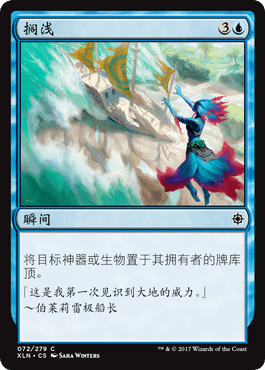 搁浅 3
瞬间
将目标神器或生物置于其拥有者的牌库
顶。
「这是我第一次见识到大地的威力。」
～伯茱莉雷极船长
072/279 C
XLN • CS SARA WINTERS
™ & © 2017 Wizards of the Coast